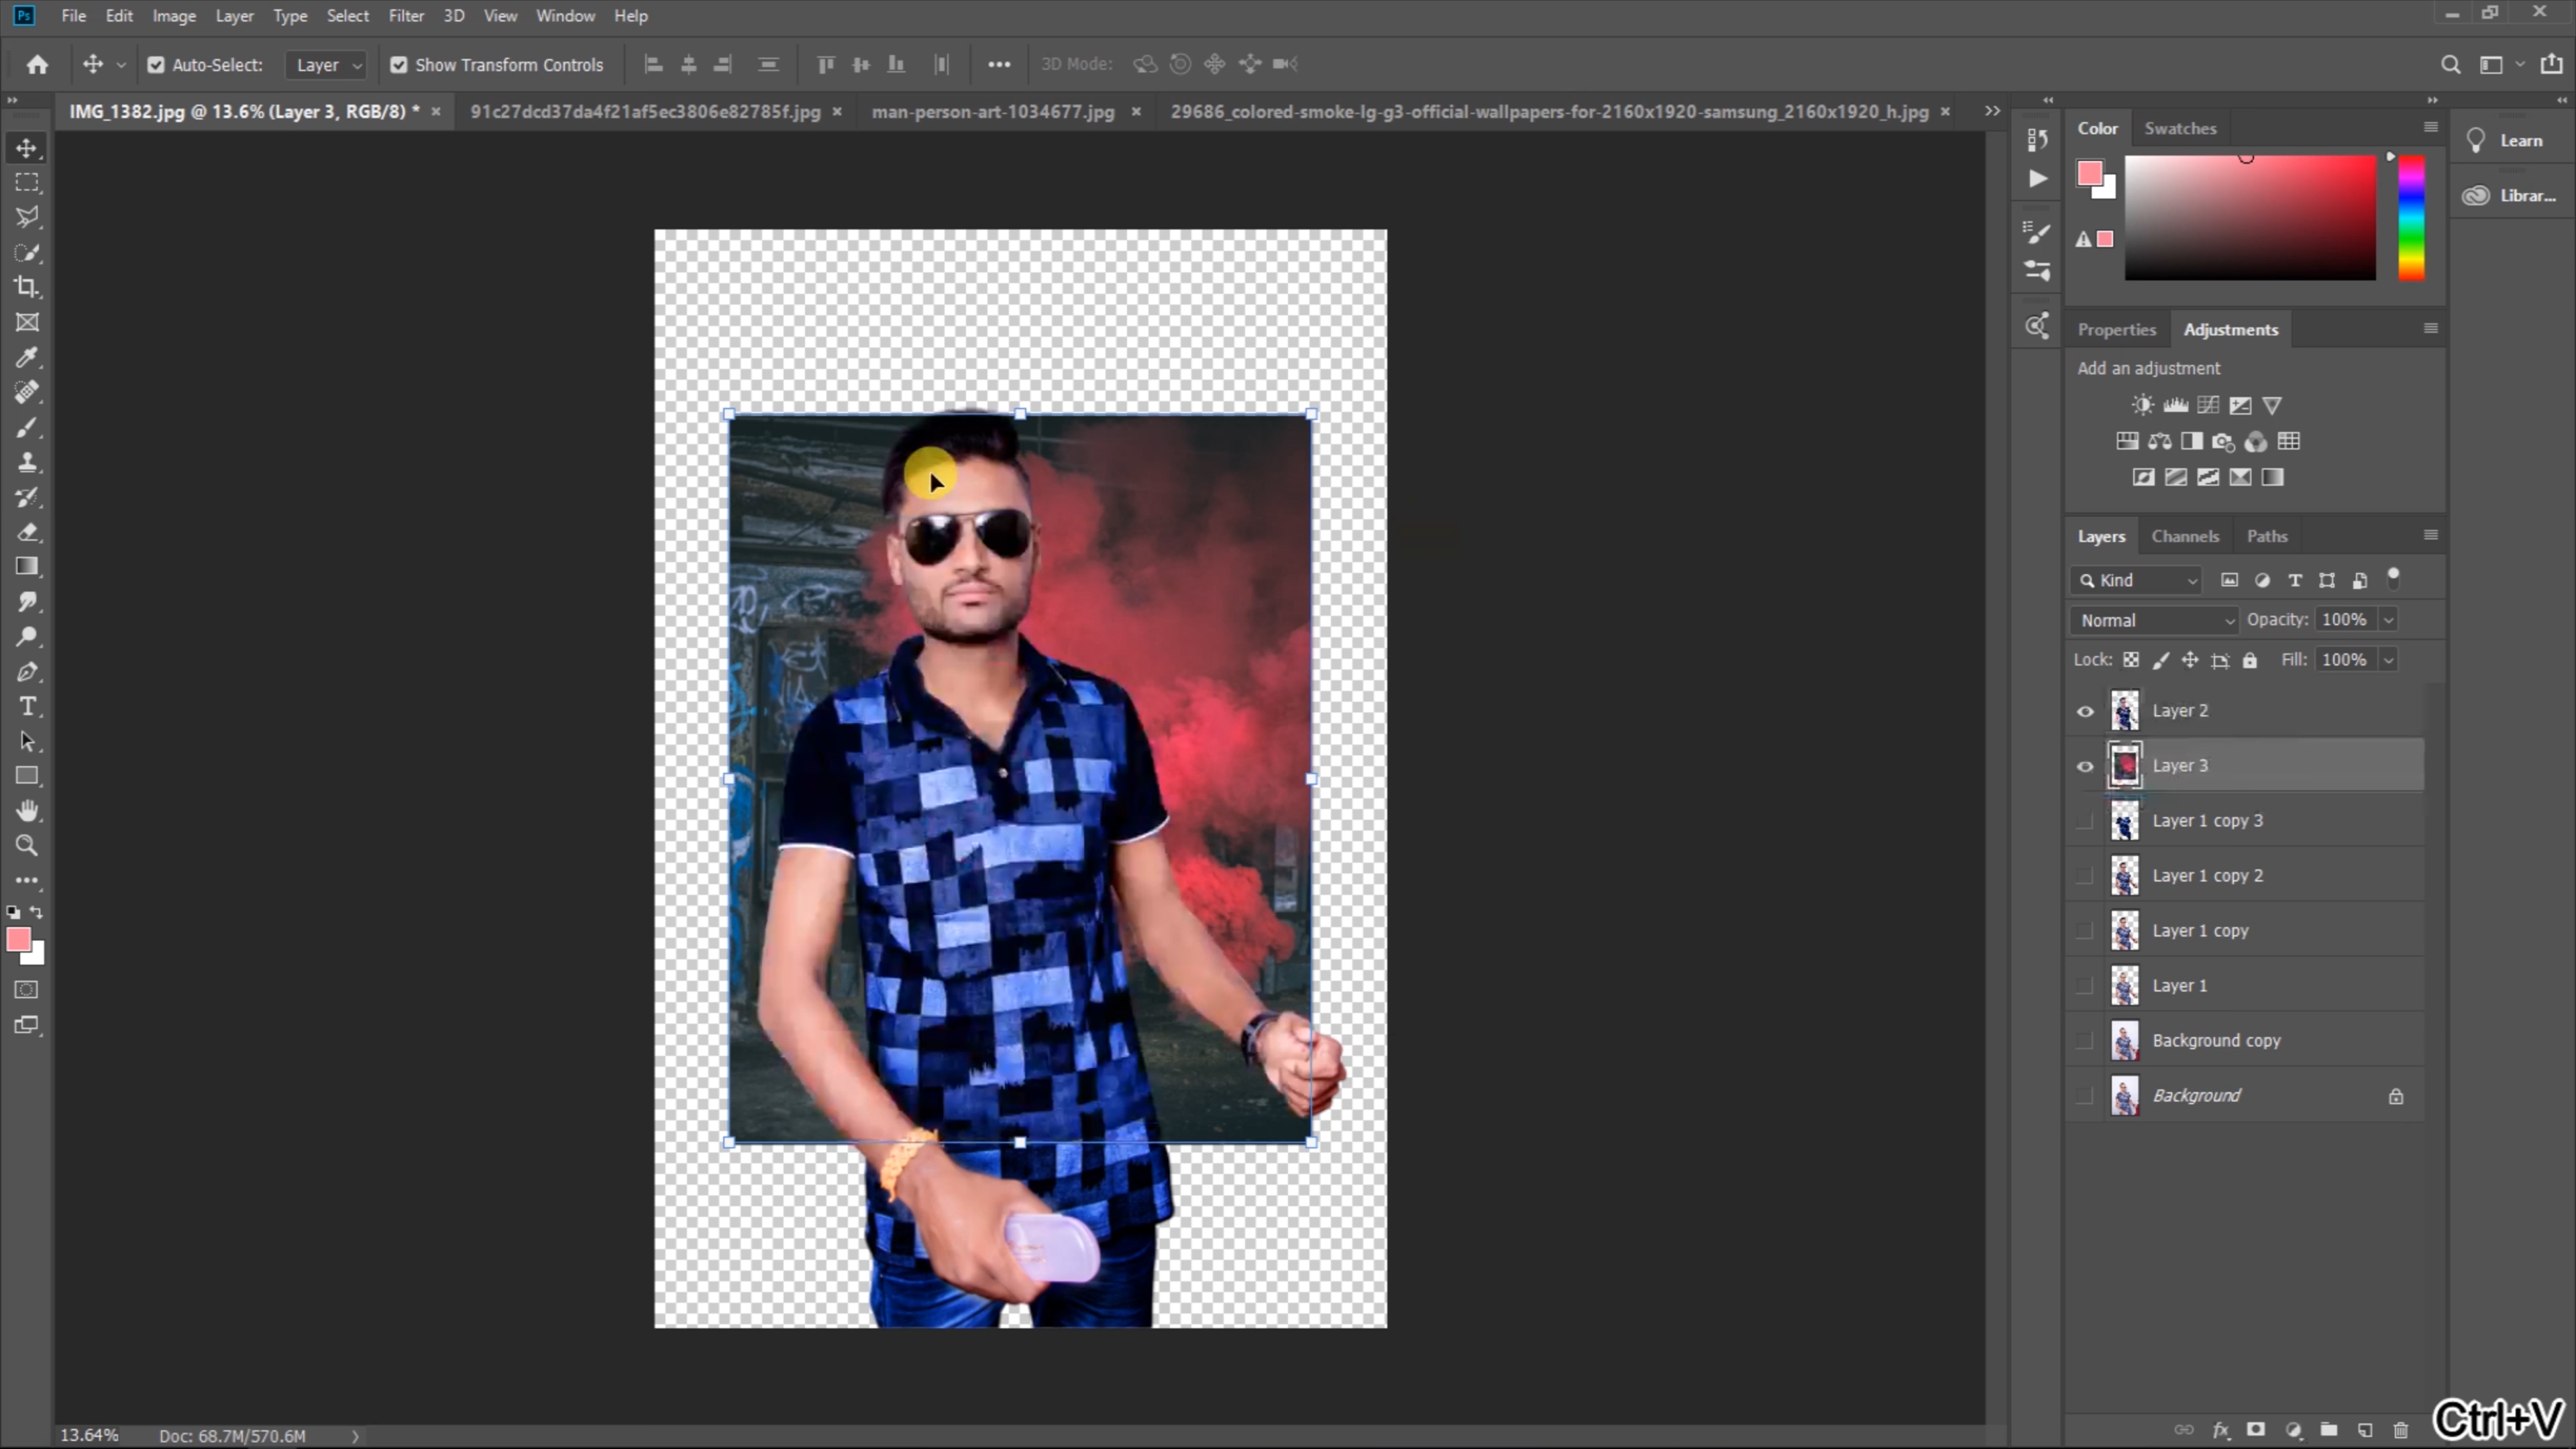 Ps File Edit Image Layer Type Select Filter 3D View Window Help
Auto-Select: Layer Show Transform Controls 3D Mode:
IMG_1382.jpg @ 13.6% (Layer 3, RGB/8) * 91c27dcd37da4f21af5ec3806e82785f.jpg man-person-art-1034677.jpg 29686_colored-smoke-lg-g3-official-wallpapers-for-2160x1920-samsung_2160x1920_h.jpg
Color Swatches
Learn
Librar...
Properties Adjustments
Add an adjustment
Layers Channels Paths
Kind
Normal Opacity: 100%
Lock: Fill: 100%
Layer 2
Layer 3
Layer 1 copy 3
Layer 1 copy 2
Layer 1 copy
Layer 1
Background copy
Background
13.64% Doc: 68.7M/570.6M
Ctrl+V